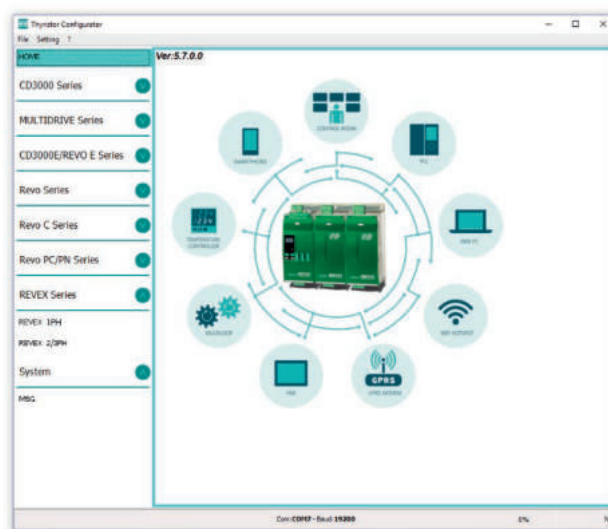 Thyristor Configurator
File Setting ?
HOME
Ver:5.7.0.0
CD3000 Series
MULTIDRIVE Series
CD3000E/REVO E Series
Revo Series
Revo C Series
Revo PC/PN Series
REVEX Series
REVEX 1PH
REVEX 2/3PH
System
MSG
CONTROL ROOM
SMARTPHONE
PLC
TEMPERATURE
CONTROLLER
WIFI HOTSPOT
GPRS
GPRS MODEM
Com:COM7 - Baud:19200
0%